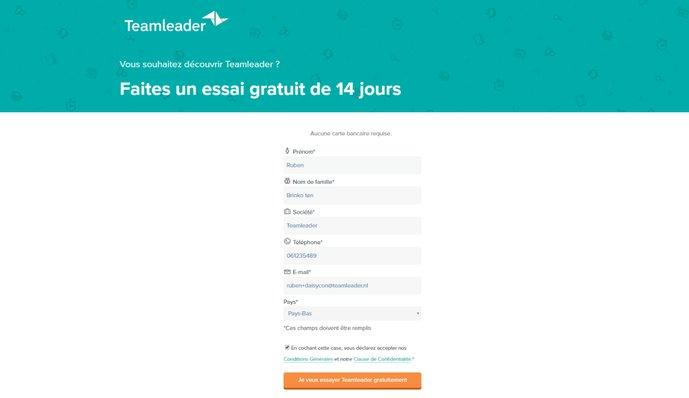 Teamleader
Vous souhaitez découvrir Teamleader ?
Faites un essai gratuit de 14 jours
Aucune carte bancaire requise.
Prénom*
Ruben
Nom de famille*
Brinko ten
Société*
Teamleader
Téléphone*
061235489
E-mail*
ruben+daisycon@teamleader.nl
Pays*
Pays-Bas
*Ces champs doivent être remplis
En cochant cette case, vous déclarez accepter nos
Conditions Générales et notre Clause de Confidentialité *
Je veux essayer Teamleader gratuitement